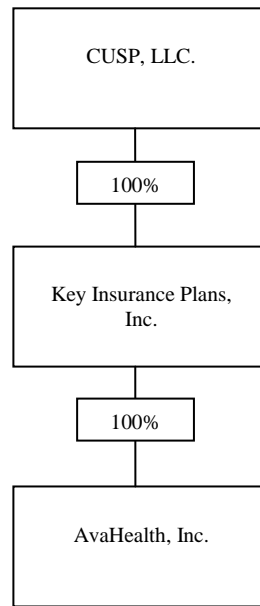 CUSP, LLC.
100%
Key Insurance Plans,
Inc.
100%
AvaHealth, Inc.